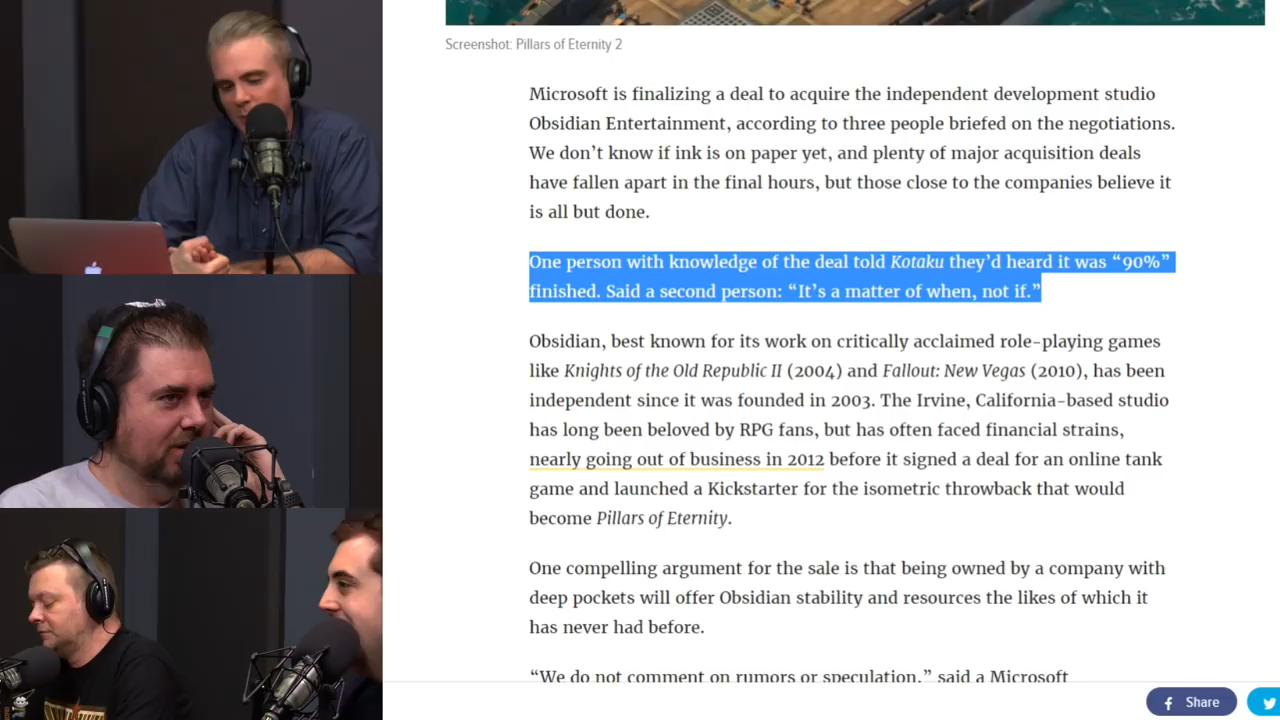 Screenshot: Pillars of Eternity 2
Microsoft is finalizing a deal to acquire the independent development studio
Obsidian Entertainment, according to three people briefed on the negotiations.
We don’t know if ink is on paper yet, and plenty of major acquisition deals
have fallen apart in the final hours, but those close to the companies believe it
is all but done.
One person with knowledge of the deal told Kotaku they’d heard it was “90%”
finished. Said a second person: “It’s a matter of when, not if.”
Obsidian, best known for its work on critically acclaimed role-playing games
like Knights of the Old Republic II (2004) and Fallout: New Vegas (2010), has been
independent since it was founded in 2003. The Irvine, California-based studio
has long been beloved by RPG fans, but has often faced financial strains,
nearly going out of business in 2012 before it signed a deal for an online tank
game and launched a Kickstarter for the isometric throwback that would
become Pillars of Eternity.
One compelling argument for the sale is that being owned by a company with
deep pockets will offer Obsidian stability and resources the likes of which it
has never had before.
“We do not comment on rumors or speculation,” said a Microsoft
Share